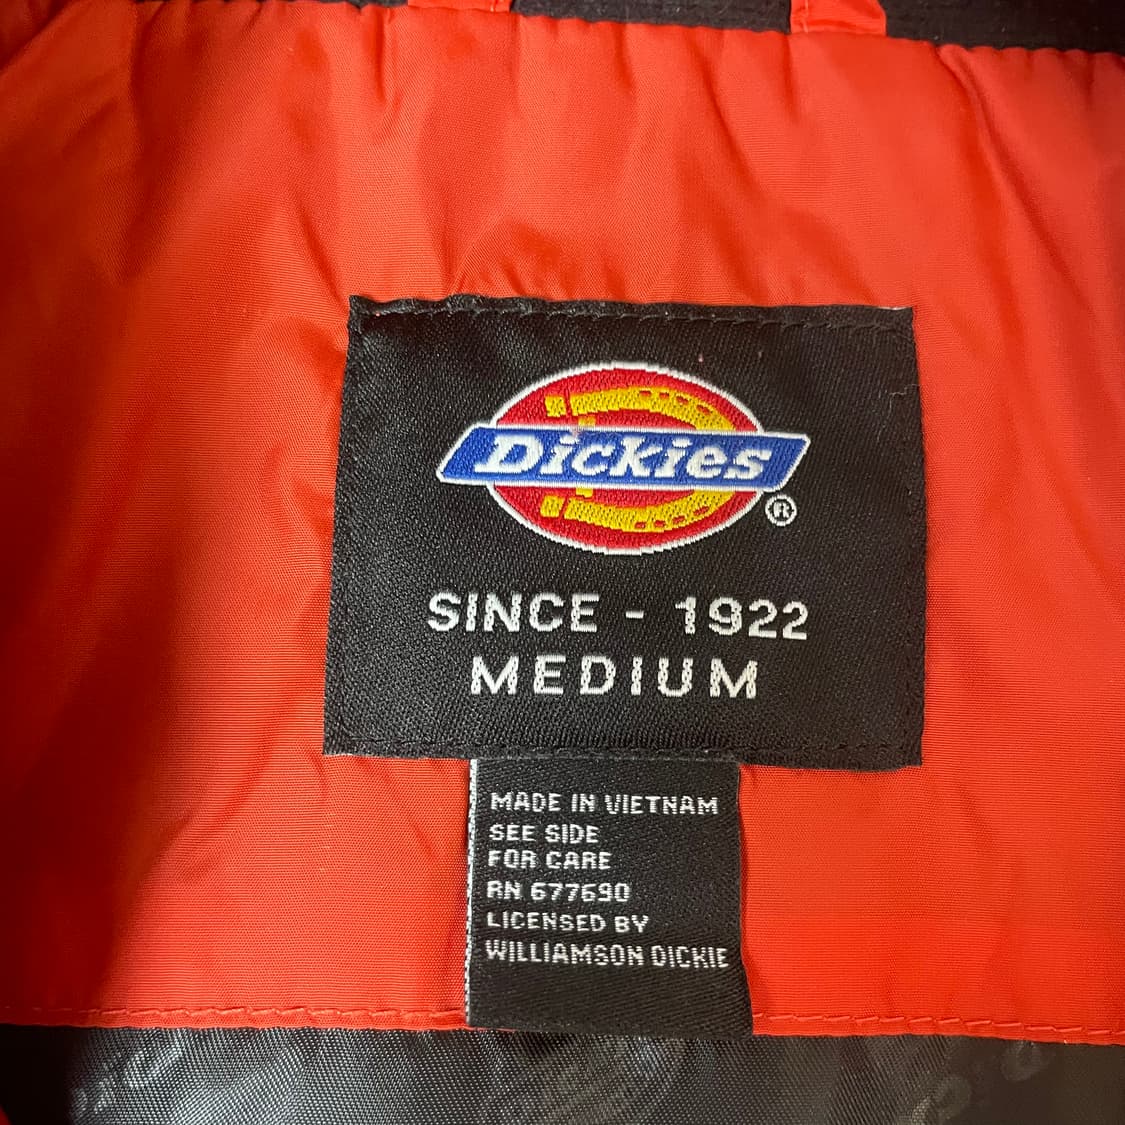 Dickies
®
SINCE - 1922
MEDIUM
MADE IN VIETNAM
SEE SIDE
FOR CARE
RN 677690
LICENSED BY
WILLIAMSON DICKIE